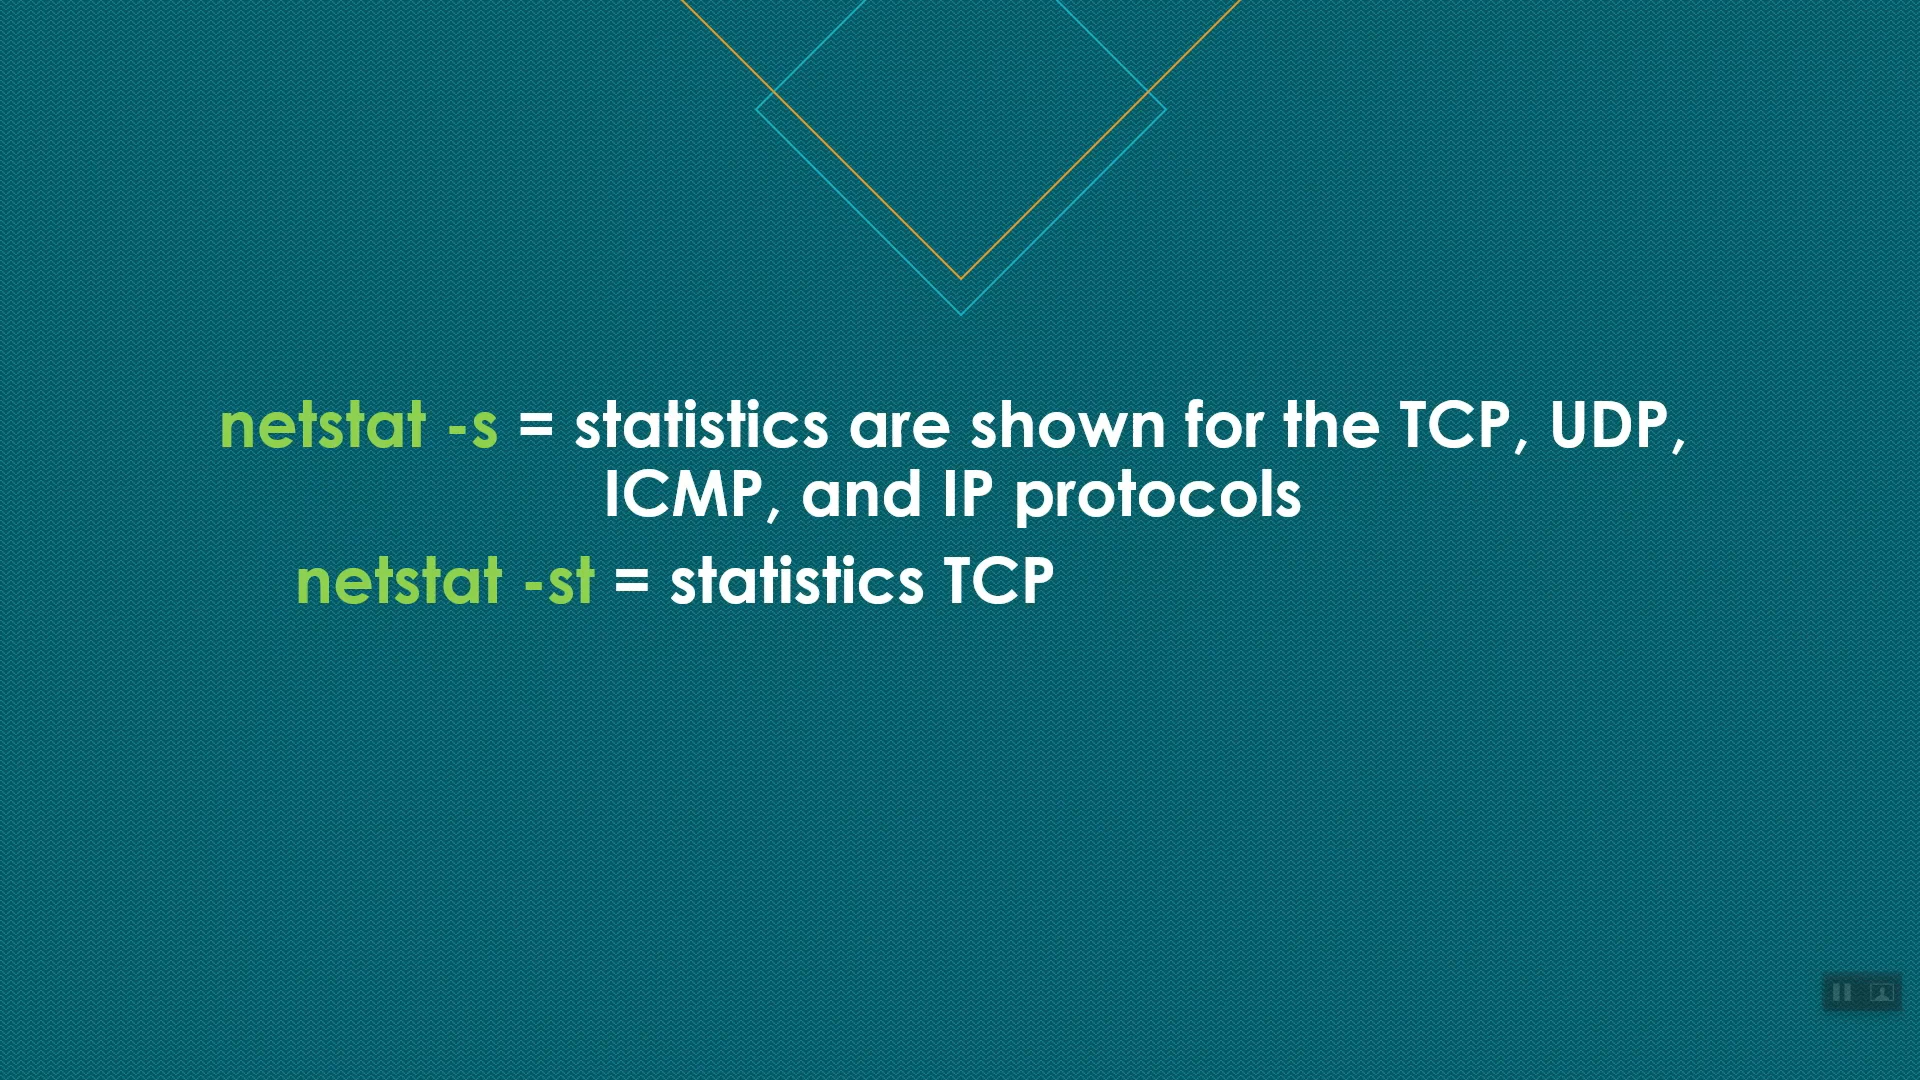 netstat -s = statistics are shown for the TCP, UDP,
ICMP, and IP protocols
netstat -st = statistics TCP